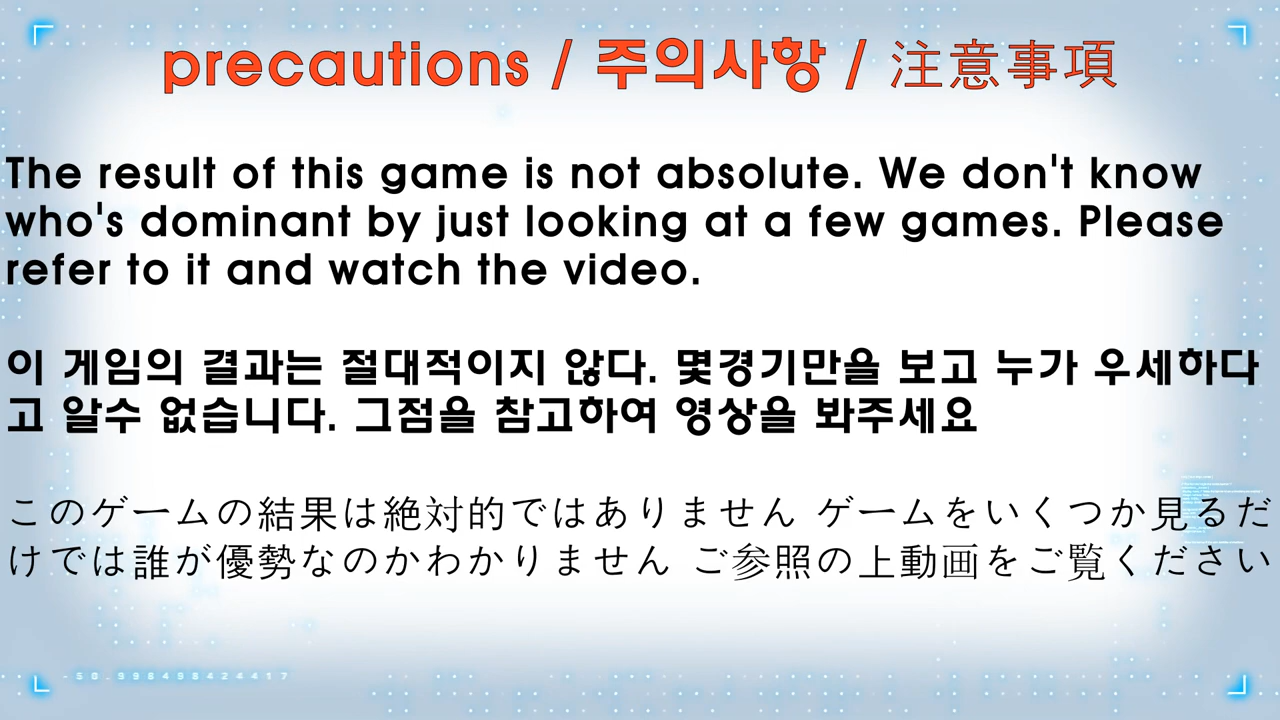 precautions / 주의사항 / 注意事項
The result of this game is not absolute. We don't know
who's dominant by just looking at a few games. Please
refer to it and watch the video.
이 게임의 결과는 절대적이지 않다. 몇경기만을 보고 누가 우세하다
고 알수 없습니다. 그점을 참고하여 영상을 봐주세요
このゲームの結果は絶対的ではありません ゲームをいくつか見るだ
けでは誰が優勢なのかわかりません ご参照の上動画をご覧ください
-50.998498424417